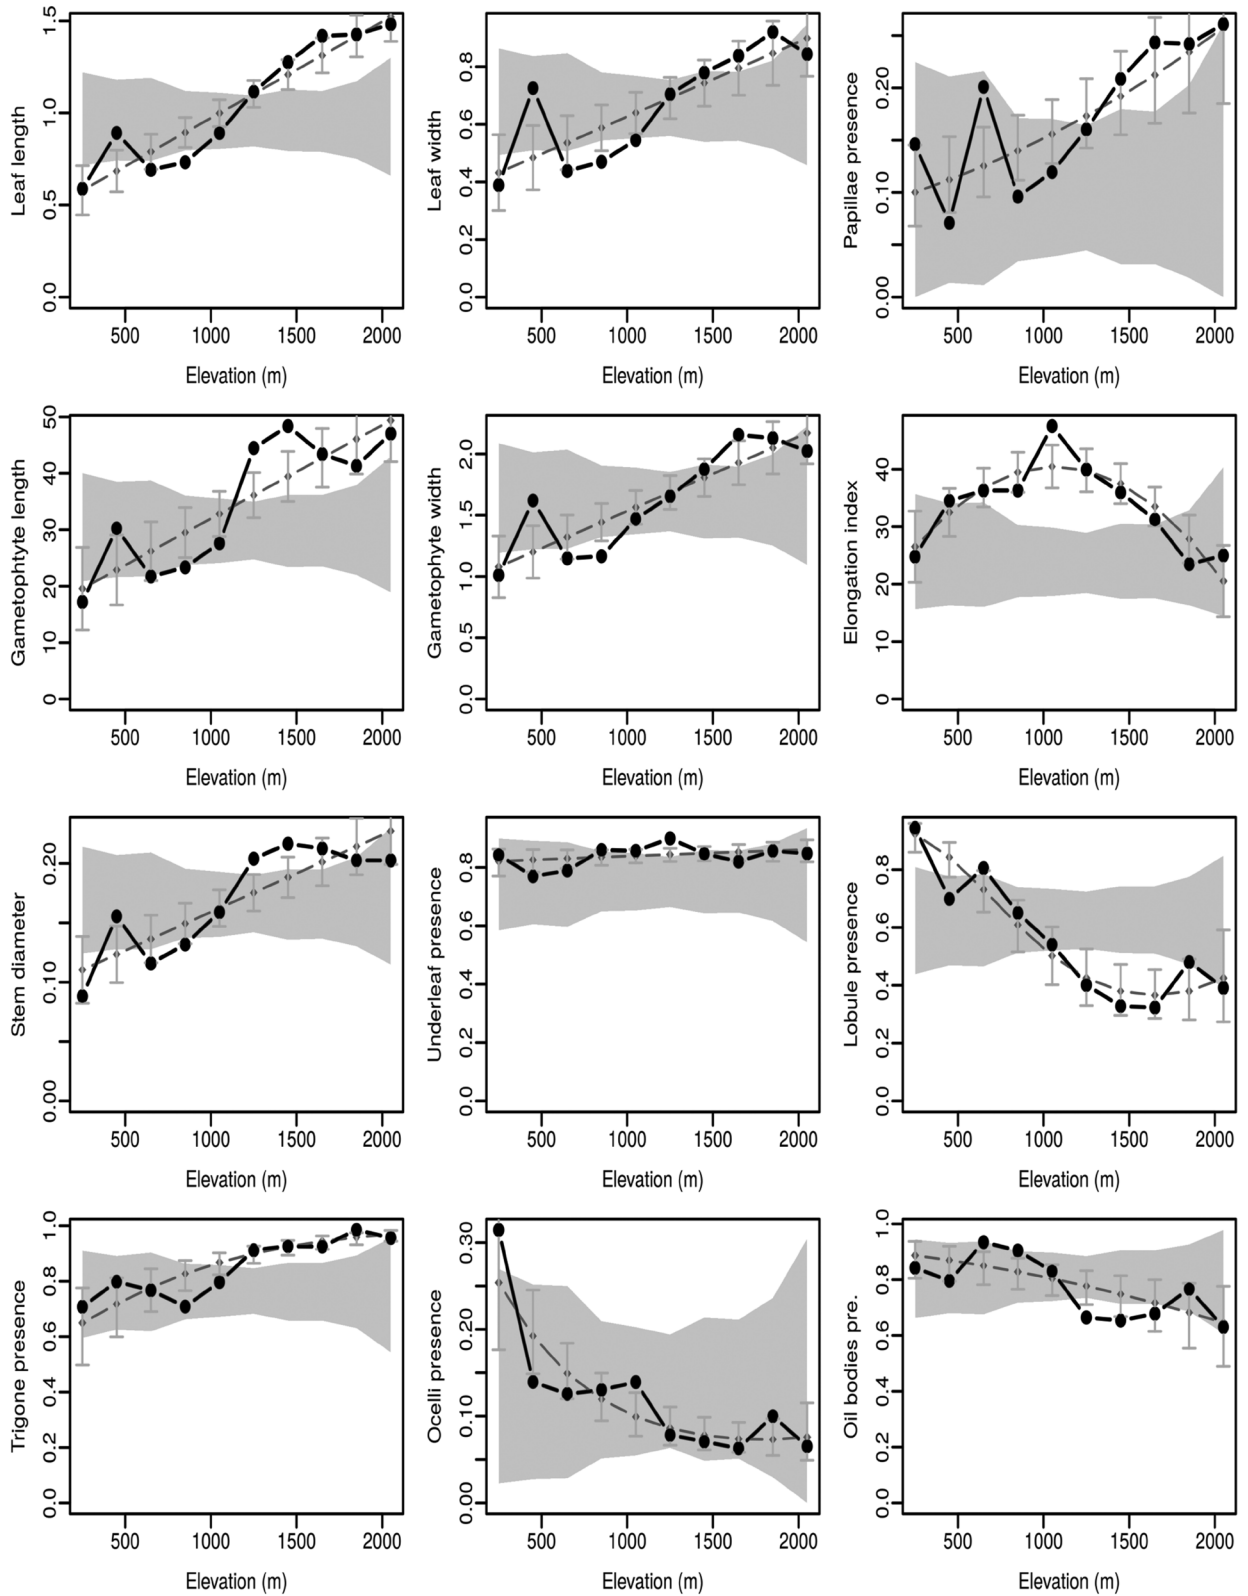 Leaf length
0.0 0.5 1.0 1.5
500 1000 1500 2000
Elevation (m)
Leaf width
0.0 0.2 0.4 0.6 0.8
500 1000 1500 2000
Elevation (m)
Papillae presence
0.00 0.10 0.20
500 1000 1500 2000
Elevation (m)
Gametophtyte length
0 10 20 30 40 50
500 1000 1500 2000
Elevation (m)
Gametophyte width
0.0 0.5 1.0 1.5 2.0
500 1000 1500 2000
Elevation (m)
Elongation index
0 10 20 30 40
500 1000 1500 2000
Elevation (m)
Stem diameter
0.00 0.10 0.20
500 1000 1500 2000
Elevation (m)
Underleaf presence
0.0 0.2 0.4 0.6 0.8
500 1000 1500 2000
Elevation (m)
Lobule presence
0.0 0.2 0.4 0.6 0.8
500 1000 1500 2000
Elevation (m)
Trigone presence
0.0 0.2 0.4 0.6 0.8 1.0
500 1000 1500 2000
Elevation (m)
Ocelli presence
0.00 0.10 0.20 0.30
500 1000 1500 2000
Elevation (m)
Oil bodies pre.
0.0 0.2 0.4 0.6 0.8 1.0
500 1000 1500 2000
Elevation (m)